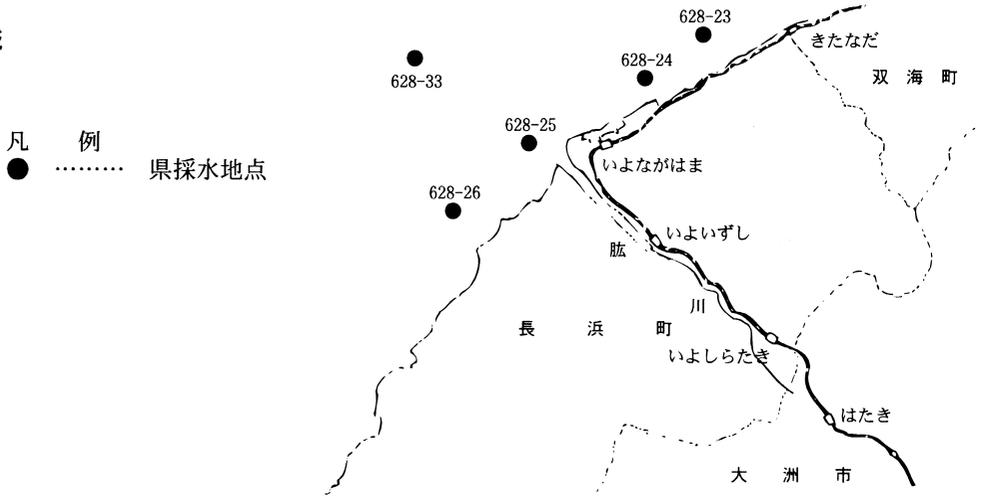 628-23
きたなだ
628-24
双海町
628-33
628-25
凡例
いよながはま
……… 県採水地点
628-26
いよいずし
肱川
長浜町
いよしらたき
はたき
大洲市